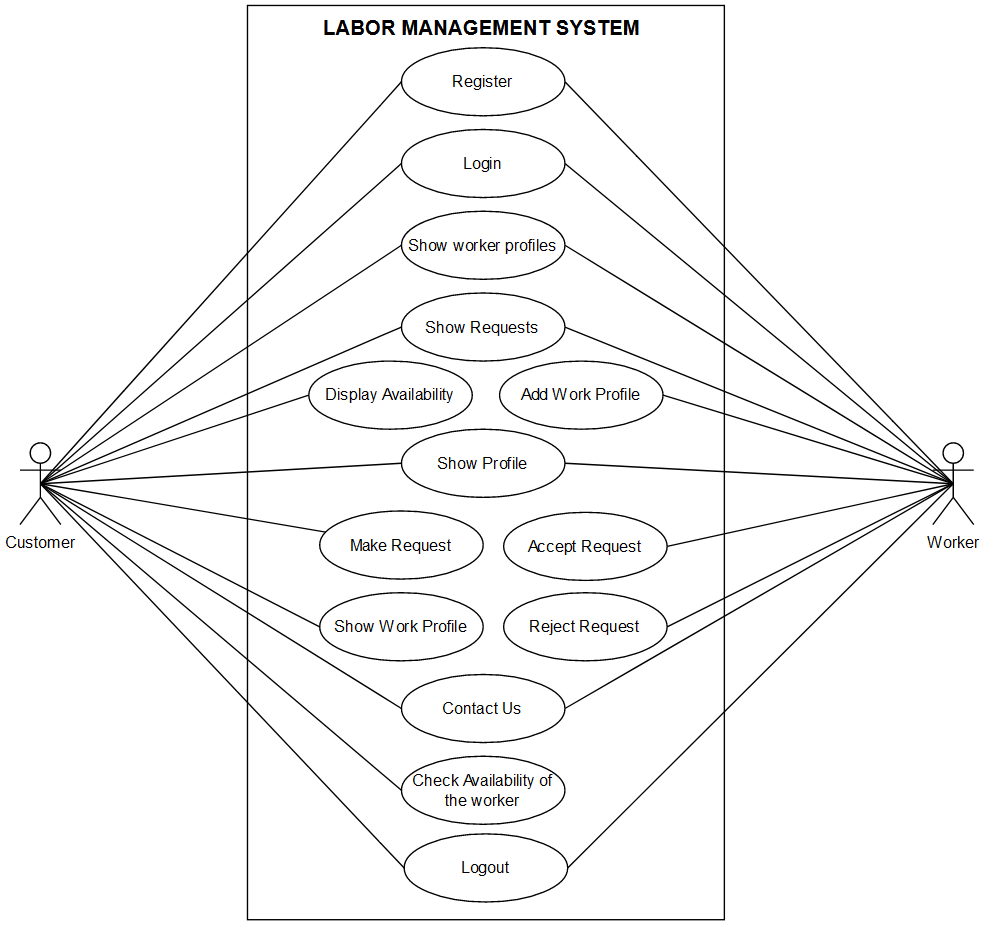 LABOR MANAGEMENT SYSTEM
Register
Login
Show worker profiles
Show Requests
Display Availability
Add Work Profile
Show Profile
Customer
Worker
Make Request
Accept Request
Show Work Profile
Reject Request
Contact Us
Check Availability of
the worker
Logout